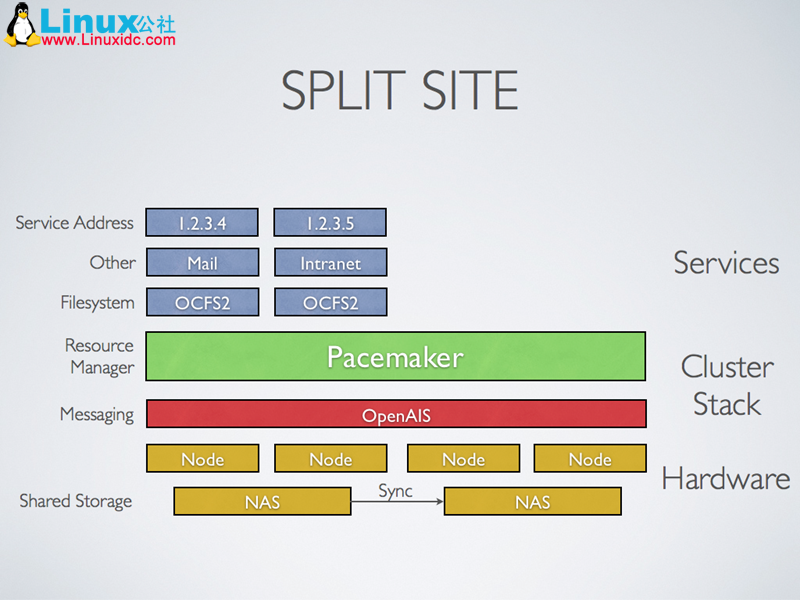 Linux公社
www.Linuxidc.com
SPLIT SITE
Service Address 1.2.3.4 1.2.3.5
Other Mail Intranet
Services
Filesystem OCFS2 OCFS2
Resource
Manager
Pacemaker
Cluster
Stack
Messaging OpenAIS
Node Node Node Node
Hardware
Shared Storage NAS Sync NAS